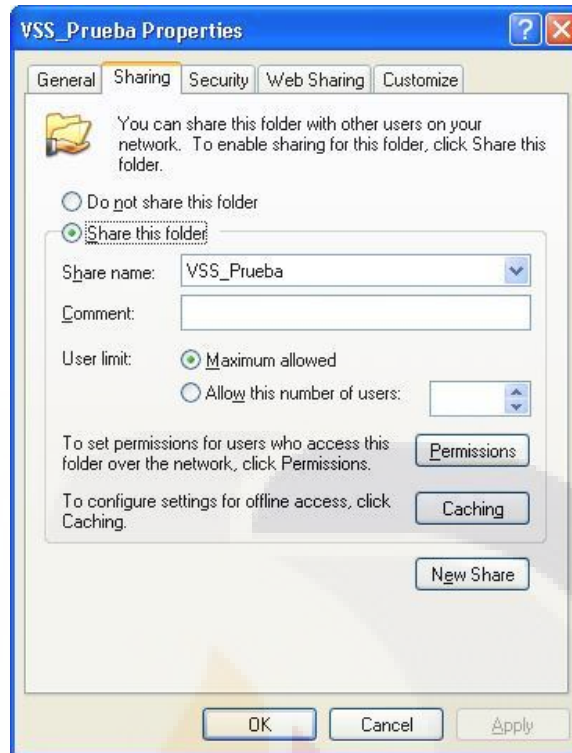 VSS_Prueba Properties
General Sharing Security Web Sharing Customize
You can share this folder with other users on your
network. To enable sharing for this folder, click Share this
folder.
Do not share this folder
Share this folder
Share name: VSS_Prueba
Comment:
User limit: Maximum allowed
Allow this number of users:
To set permissions for users who access this
folder over the network, click Permissions.
Permissions
To configure settings for offline access, click
Caching.
Caching
New Share
OK Cancel Apply